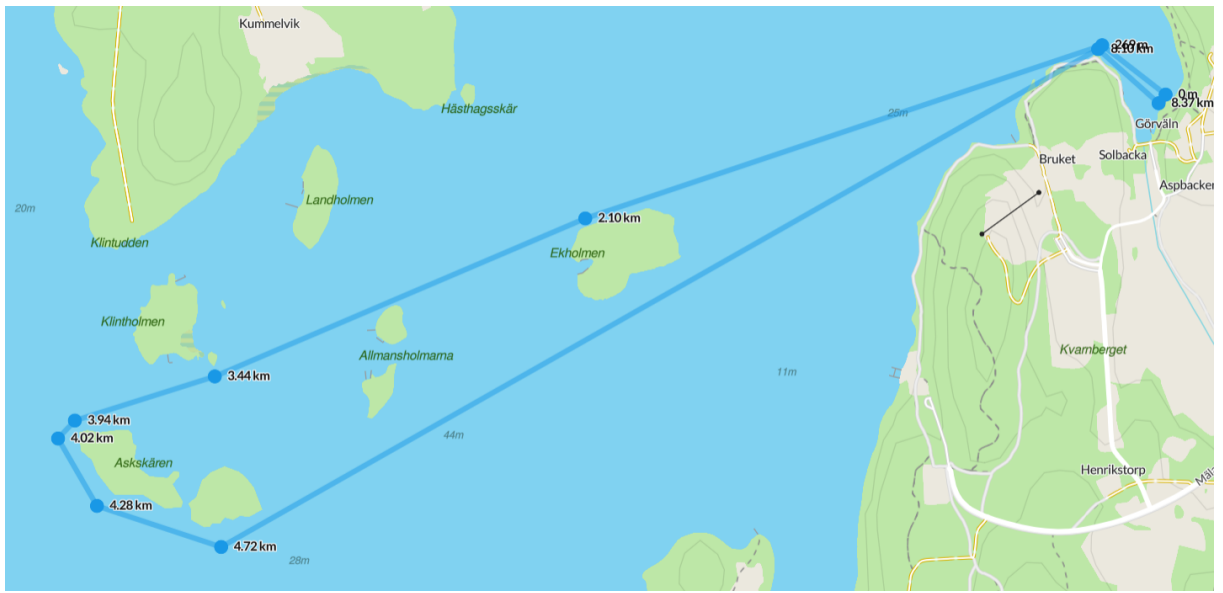 Kummelvik
269 m
8.10 km
0 m
8.37 km
Hästhagsskär
25m
Görväln
Bruket
Solbacka
Aspbacken
Landholmen
20m
2.10 km
Klintudden
Ekholmen
Klintholmen
Allmansholmarna
Kvarnberget
3.44 km
11m
3.94 km
4.02 km
44m
Askskären
Henrikstorp
Mäla
4.28 km
4.72 km
28m